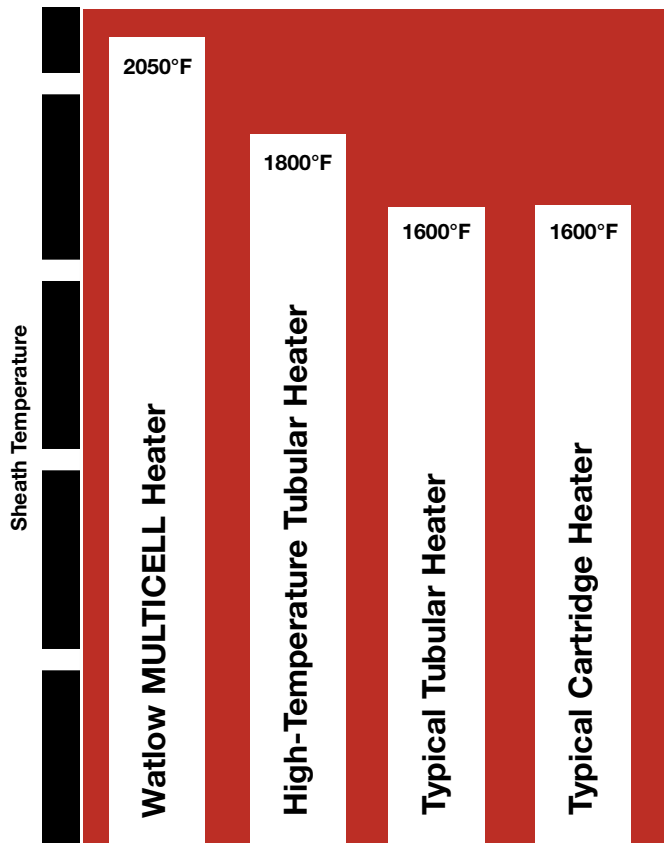 Sheath Temperature
2050°F
Watlow MULTICELL Heater
1800°F
High-Temperature Tubular Heater
1600°F
Typical Tubular Heater
1600°F
Typical Cartridge Heater